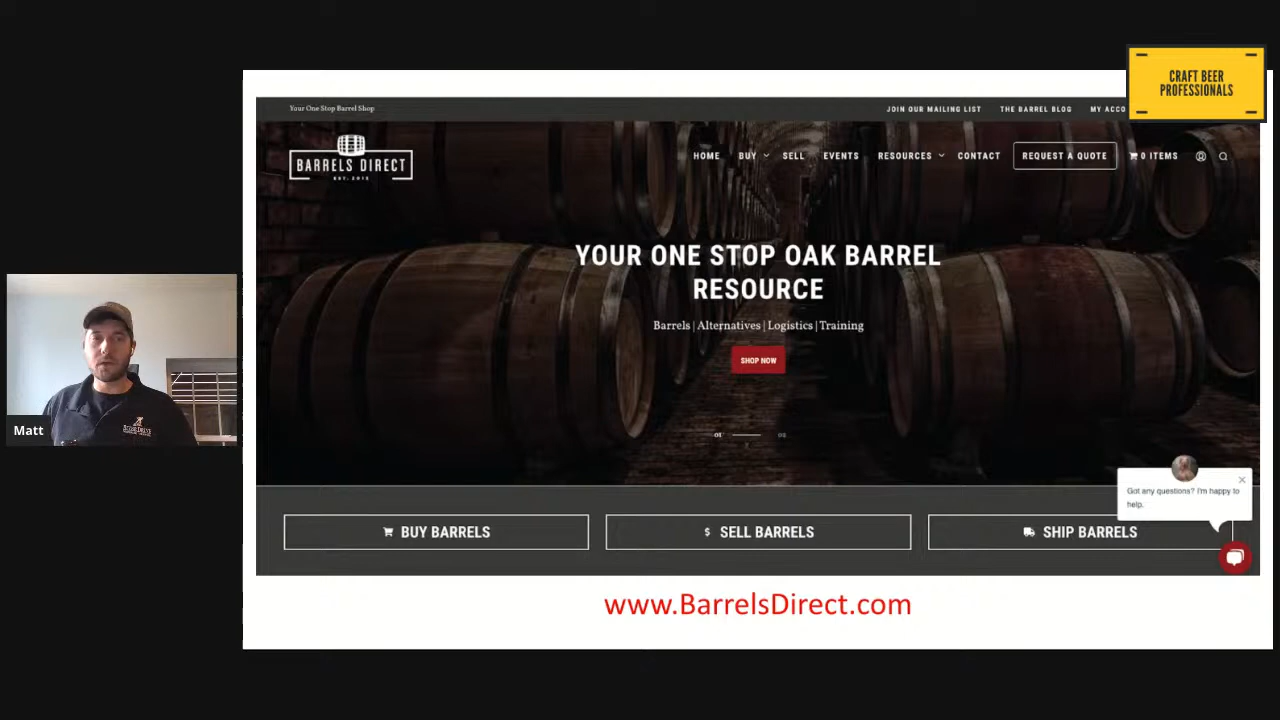 CRAFT BEER
PROFESSIONALS
Your One Stop Barrel Shop
JOIN OUR MAILING LIST
THE BARREL BLOG
MY ACCO
BARRELS DIRECT
HOME
BUY
SELL
EVENTS
RESOURCES
CONTACT
REQUEST A QUOTE
0 ITEMS
YOUR ONE STOP OAK BARREL
RESOURCE
Barrels | Alternatives | Logistics | Training
SHOP NOW
Matt
Got any questions? I'm happy to
help.
BUY BARRELS
$ SELL BARRELS
SHIP BARRELS
www.BarrelsDirect.com